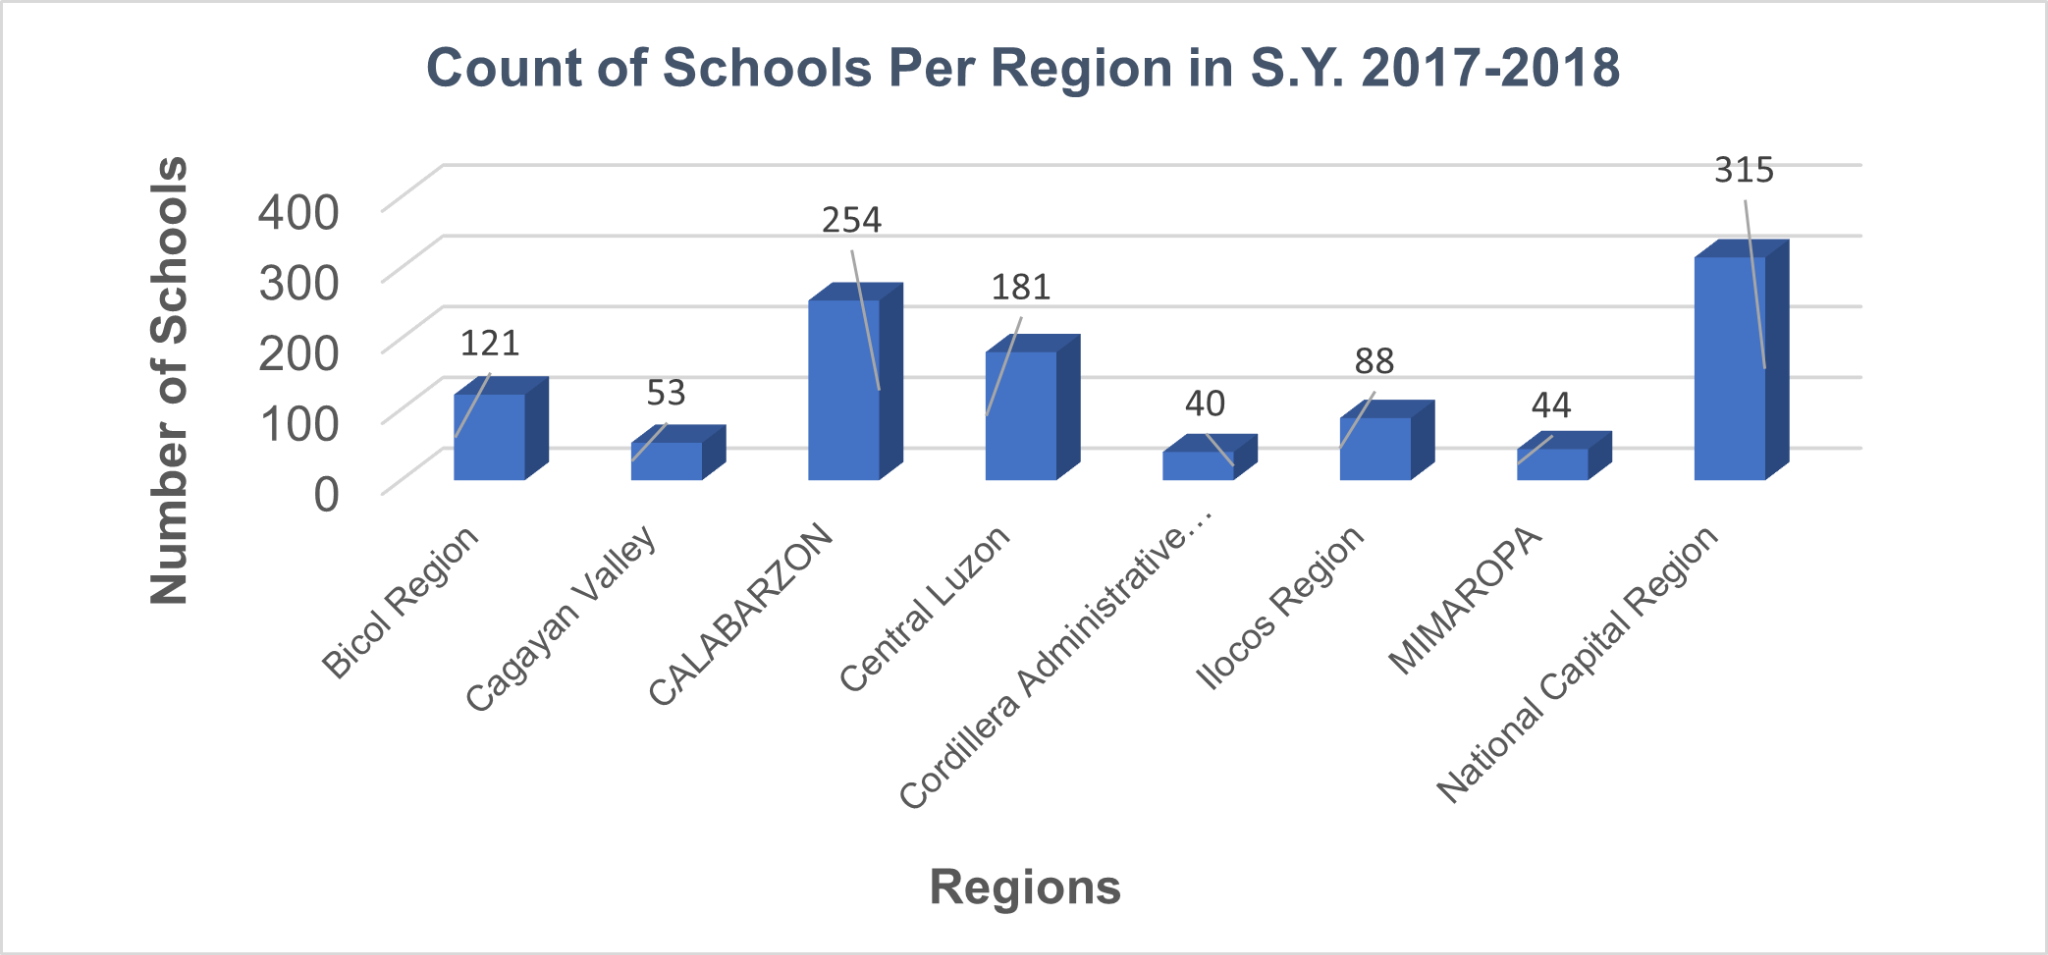 Count of Schools Per Region in S.Y. 2017-2018
Number of Schools
400
300
200
100
0
121
53
254
181
40
88
44
315
Bicol Region
Cagayan Valley
CALABARZON
Central Luzon
Cordillera Administrative…
Ilocos Region
MIMAROPA
National Capital Region
Regions